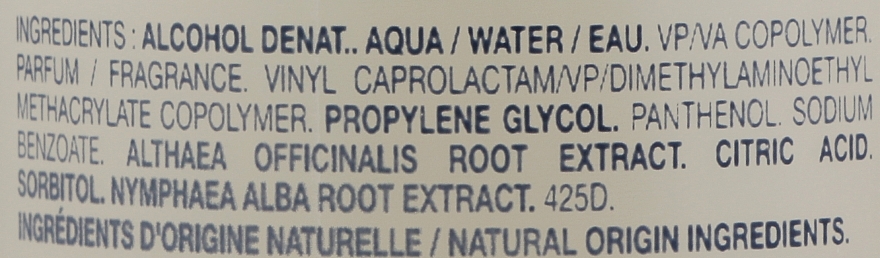 INGREDIENTS : ALCOHOL DENAT.. AQUA / WATER / EAU. VP/VA COPOLYMER.
PARFUM / FRAGRANCE. VINYL CAPROLACTAM/VP/DIMETHYLAMINOETHYL
METHACRYLATE COPOLYMER. PROPYLENE GLYCOL. PANTHENOL. SODIUM
BENZOATE. ALTHAEA OFFICINALIS ROOT EXTRACT. CITRIC ACID.
SORBITOL. NYMPHAEA ALBA ROOT EXTRACT. 425D.
INGRÉDIENTS D'ORIGINE NATURELLE / NATURAL ORIGIN INGREDIENTS.